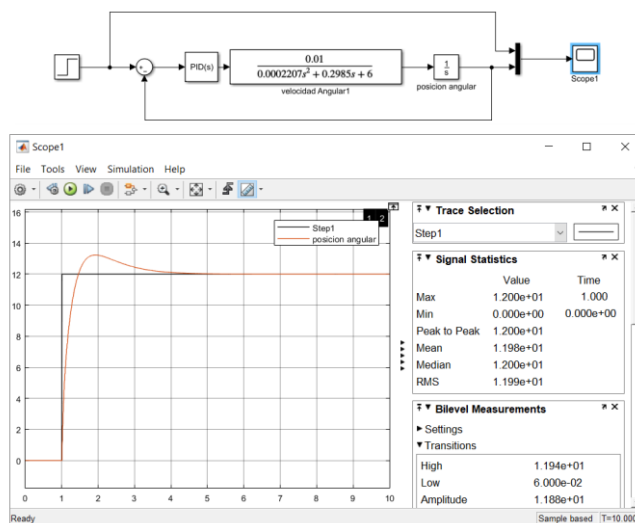 PID(s)
0.01
0.0002207s² + 0.2985s + 6
velocidad Angular1
1
s
posicion angular
Scope1
Scope1
File Tools View Simulation Help
1 2
Step1
posicion angular
16
14
12
10
8
6
4
2
0
0 1 2 3 4 5 6 7 8 9 10
Trace Selection
Step1
Signal Statistics
Value Time
Max 1.200e+01 1.000
Min 0.000e+00 0.000e+00
Peak to Peak 1.200e+01
Mean 1.198e+01
Median 1.200e+01
RMS 1.199e+01
Bilevel Measurements
Settings
Transitions
High 1.194e+01
Low 6.000e-02
Amplitude 1.188e+01
Ready Sample based T=10.000